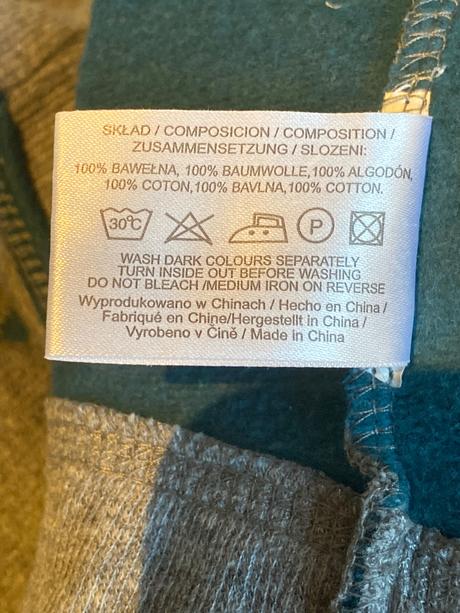 SKŁAD / COMPOSICION / COMPOSITION /
ZUSAMMENSETZUNG / SLOZENI:
100% BAWEŁNA, 100% BAUMWOLLE,100% ALGODÓN,
100% COTON,100% BAVLNA,100% COTTON.
30°C P
WASH DARK COLOURS SEPARATELY
TURN INSIDE OUT BEFORE WASHING
DO NOT BLEACH /MEDIUM IRON ON REVERSE
Wyprodukowano w Chinach / Hecho en China /
Fabriqué en Chine/Hergestellt in China /
Vyrobeno v Čině / Made in China